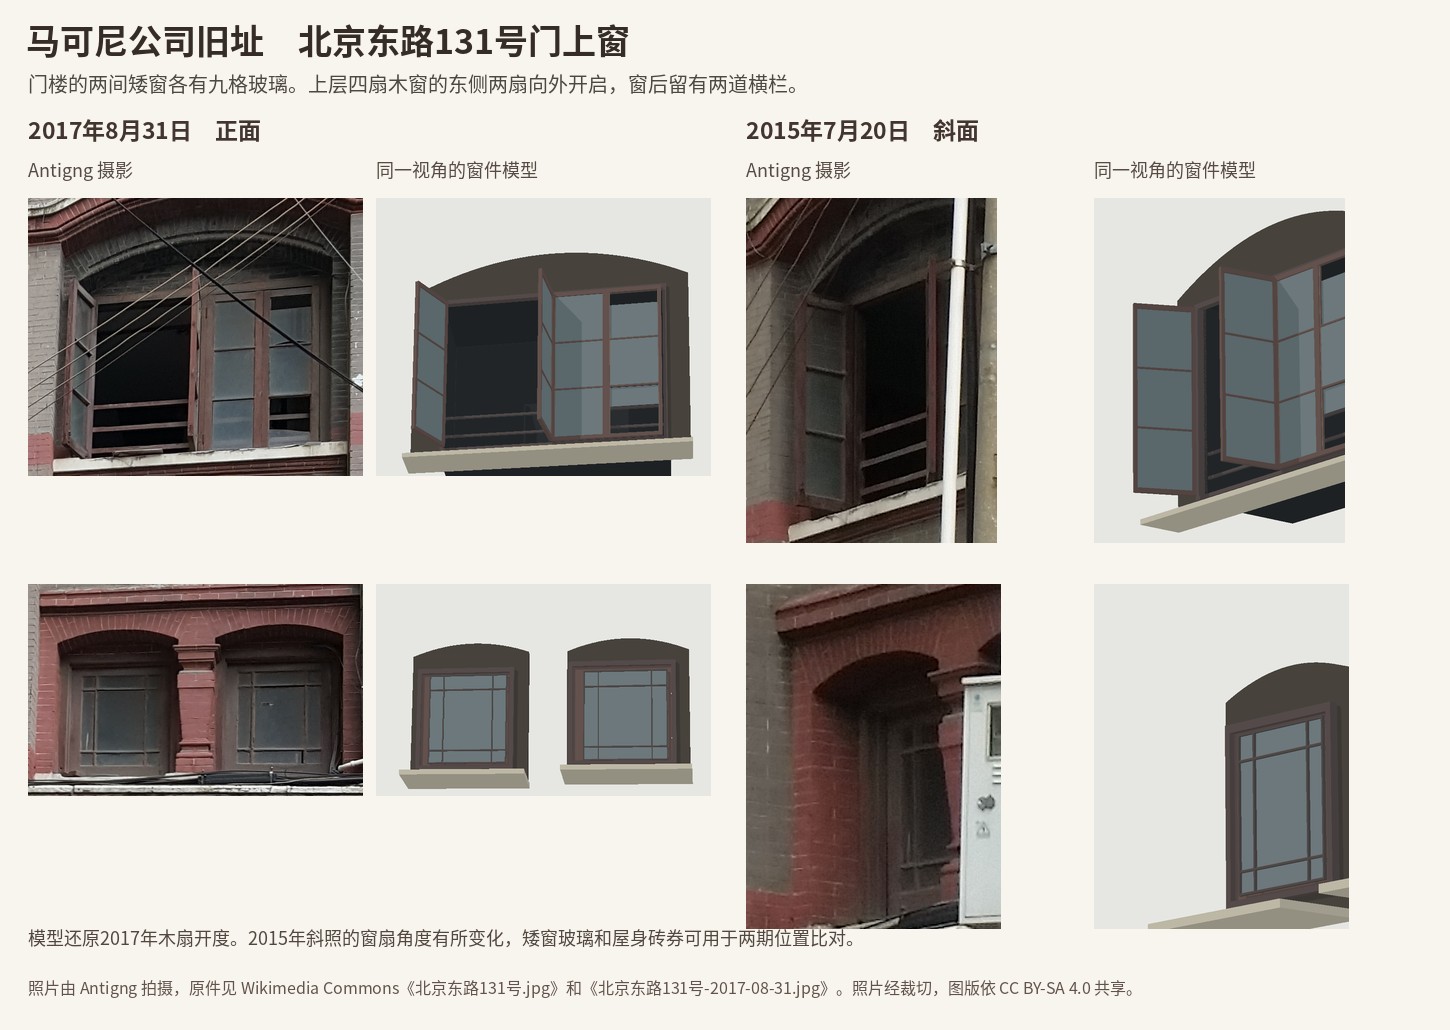 马可尼公司旧址　北京东路131号门上窗
门楼的两间矮窗各有九格玻璃。上层四扇木窗的东侧两扇向外开启，窗后留有两道横栏。
2017年8月31日　正面
2015年7月20日　斜面
Antigng 摄影
同一视角的窗件模型
Antigng 摄影
同一视角的窗件模型
模型还原2017年木扇开度。2015年斜照的窗扇角度有所变化，矮窗玻璃和屋身砖券可用于两期位置比对。
照片由 Antigng 拍摄，原件见 Wikimedia Commons《北京东路131号.jpg》和《北京东路131号-2017-08-31.jpg》。照片经裁切，图版依 CC BY-SA 4.0 共享。